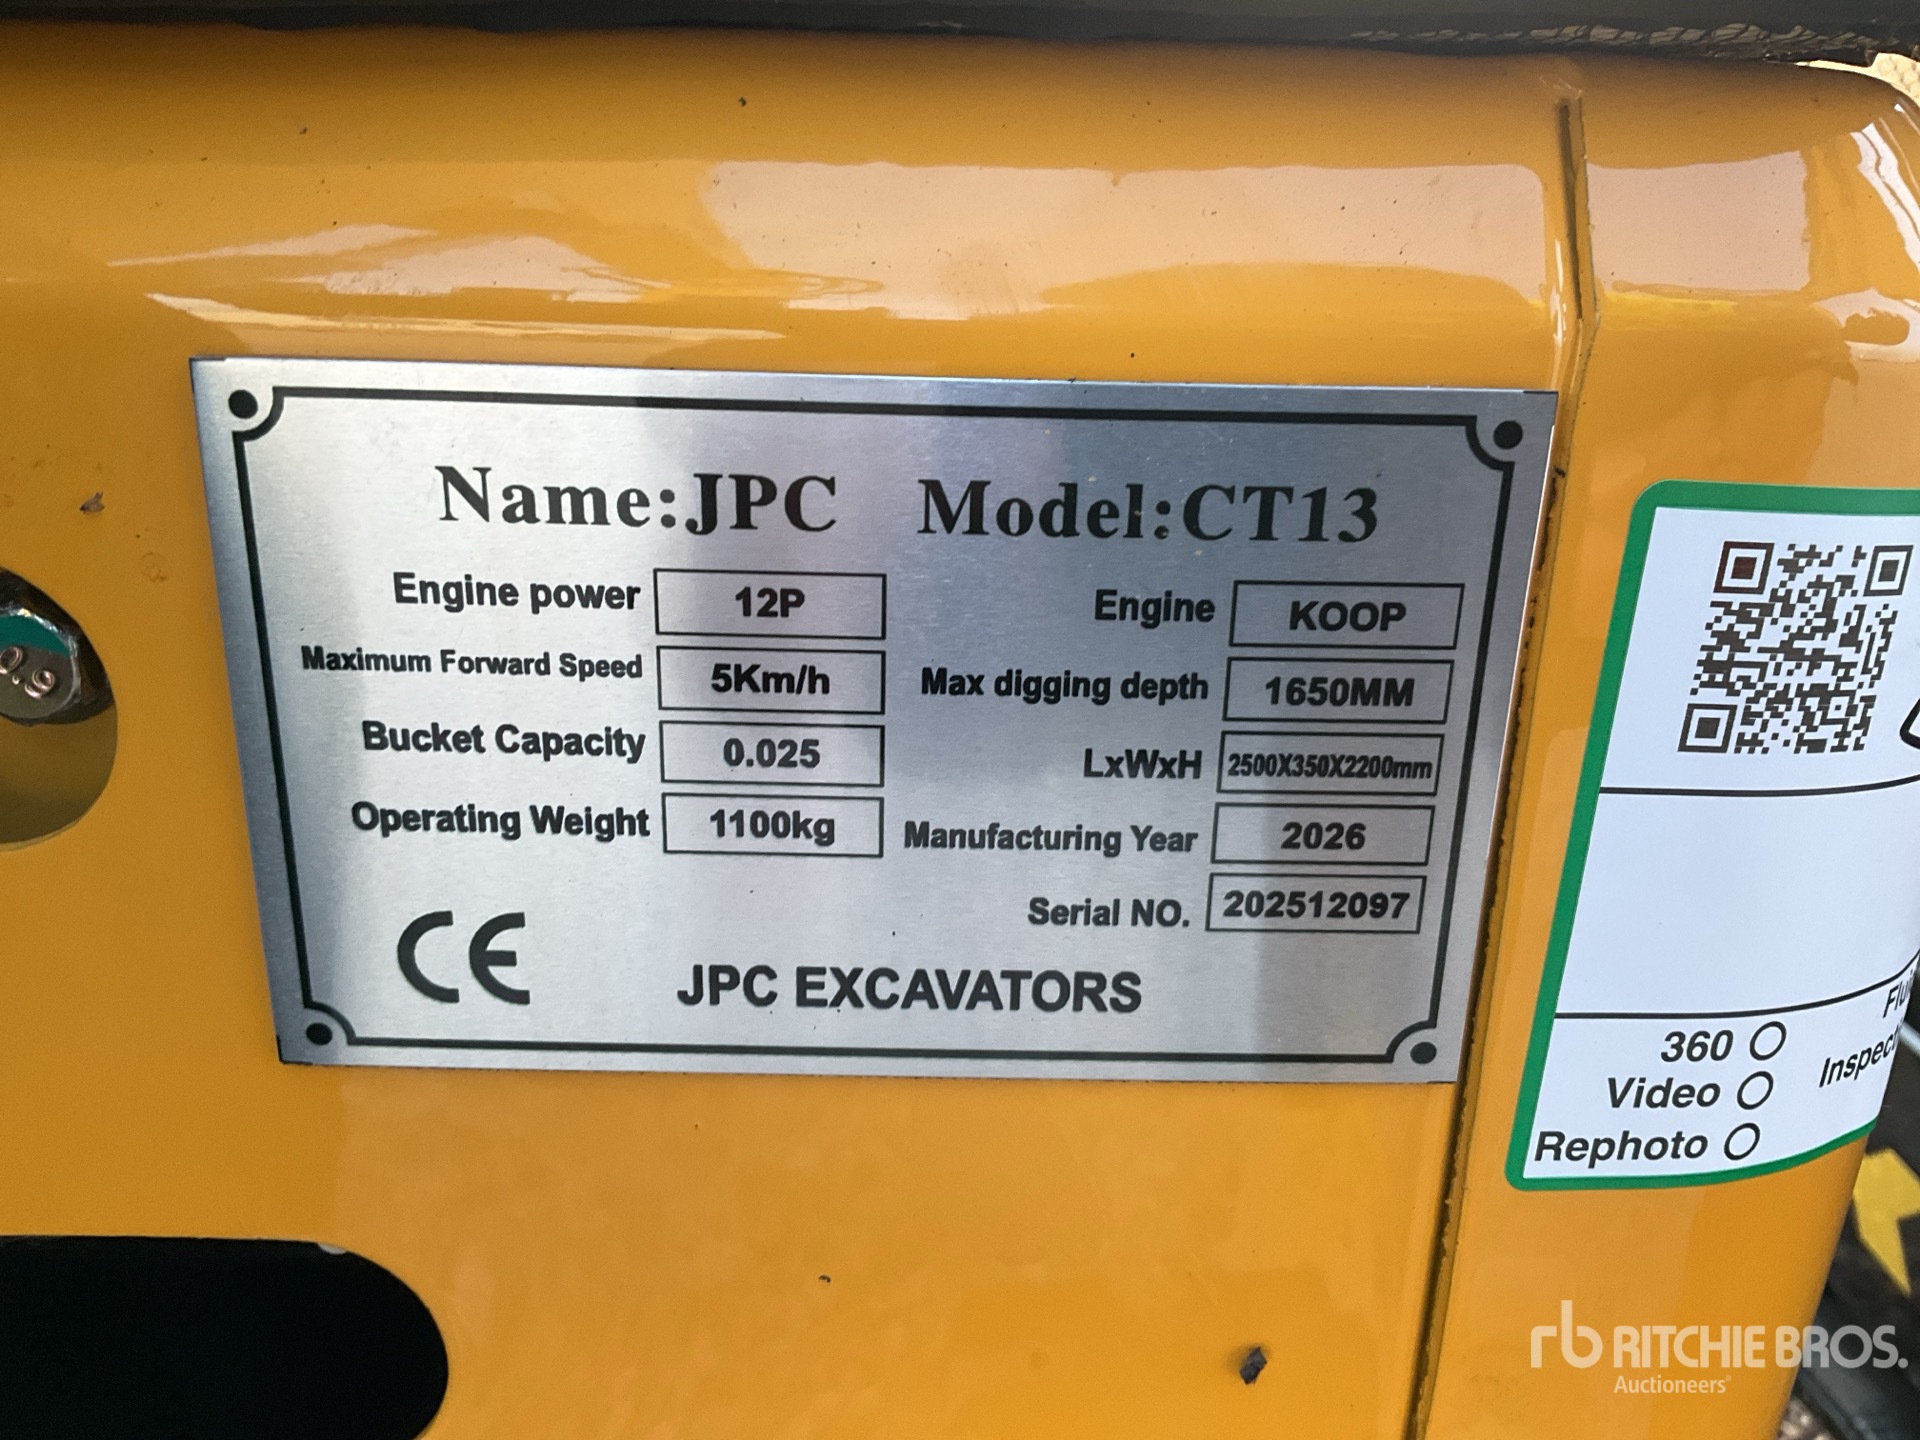 Name:JPC Model:CT13
Engine power 12P
Engine KOOP
Maximum Forward Speed 5Km/h
Max digging depth 1650MM
Bucket Capacity 0.025
LxWxH 2500X350X2200mm
Operating Weight 1100kg
Manufacturing Year 2026
Serial NO. 202512097
CE
JPC EXCAVATORS
360
Video
Rephoto
rb RITCHIE BROS.
Auctioneers